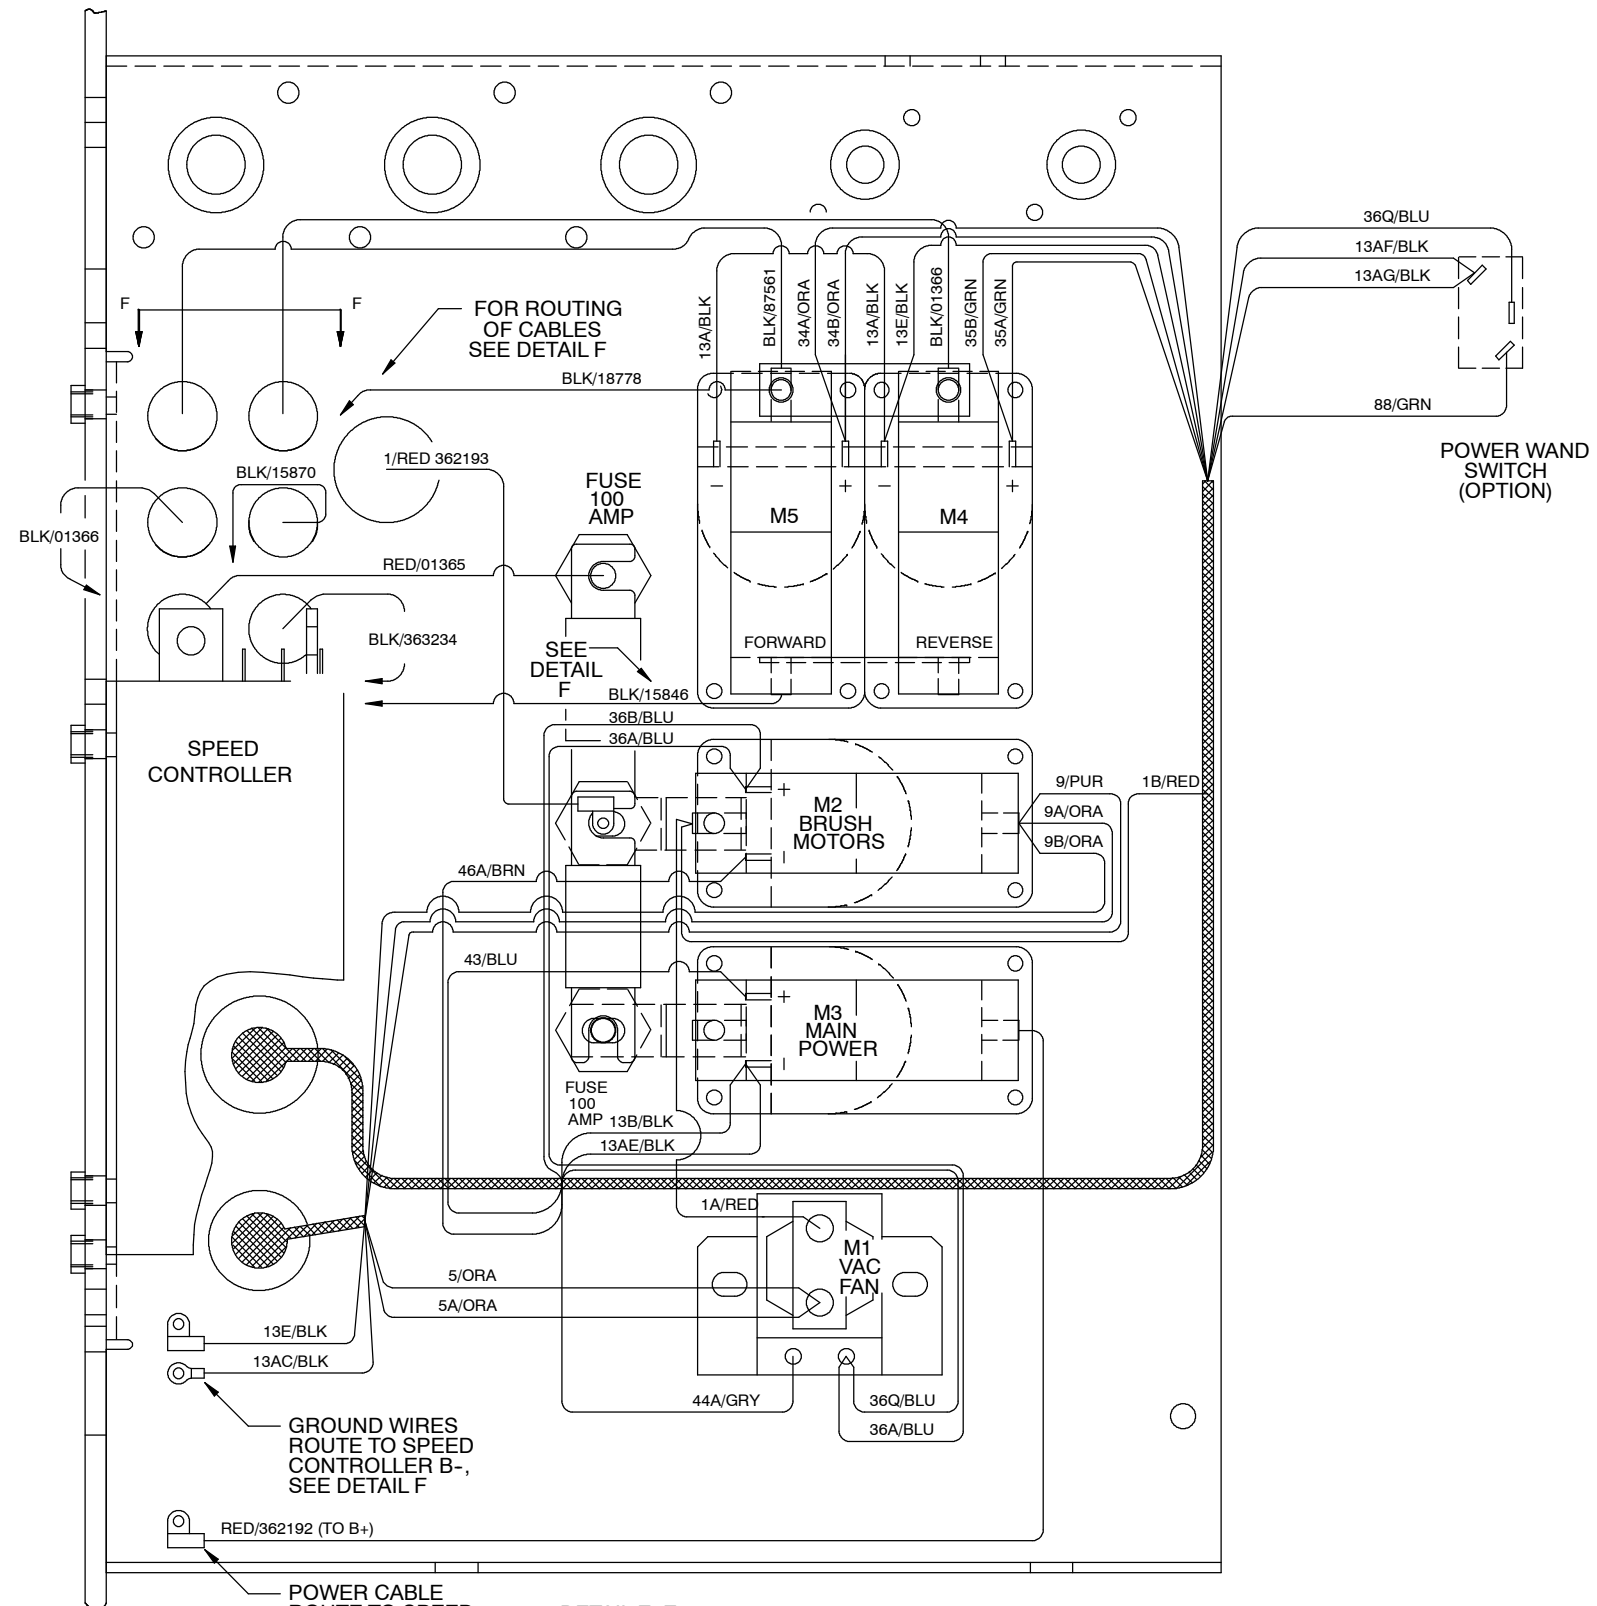 36Q/BLU
13AF/BLK
13AG/BLK
88/GRN
POWER WAND
SWITCH
(OPTION)
F
F
FOR ROUTING
OF CABLES
SEE DETAIL F
13A/BLK
BLK/87561
34A/ORA
34B/ORA
13A/BLK
13E/BLK
BLK/01366
35B/GRN
35A/GRN
BLK/18778
1/RED 362193
BLK/15870
BLK/01366
FUSE
100
AMP
− + − +
M5
M4
RED/01365
BLK/363234
SEE
DETAIL
F
FORWARD
REVERSE
BLK/15846
36B/BLU
36A/BLU
SPEED
CONTROLLER
+
M2
BRUSH
MOTORS
9/PUR
9A/ORA
9B/ORA
1B/RED
46A/BRN
43/BLU
+
M3
MAIN
POWER
FUSE
100
AMP
13B/BLK
13AE/BLK
1A/RED
M1
VAC
FAN
5/ORA
5A/ORA
13E/BLK
13AC/BLK
44A/GRY
36Q/BLU
36A/BLU
GROUND WIRES
ROUTE TO SPEED
CONTROLLER B-,
SEE DETAIL F
RED/362192 (TO B+)
POWER CABLE
ROUTE TO SPEED